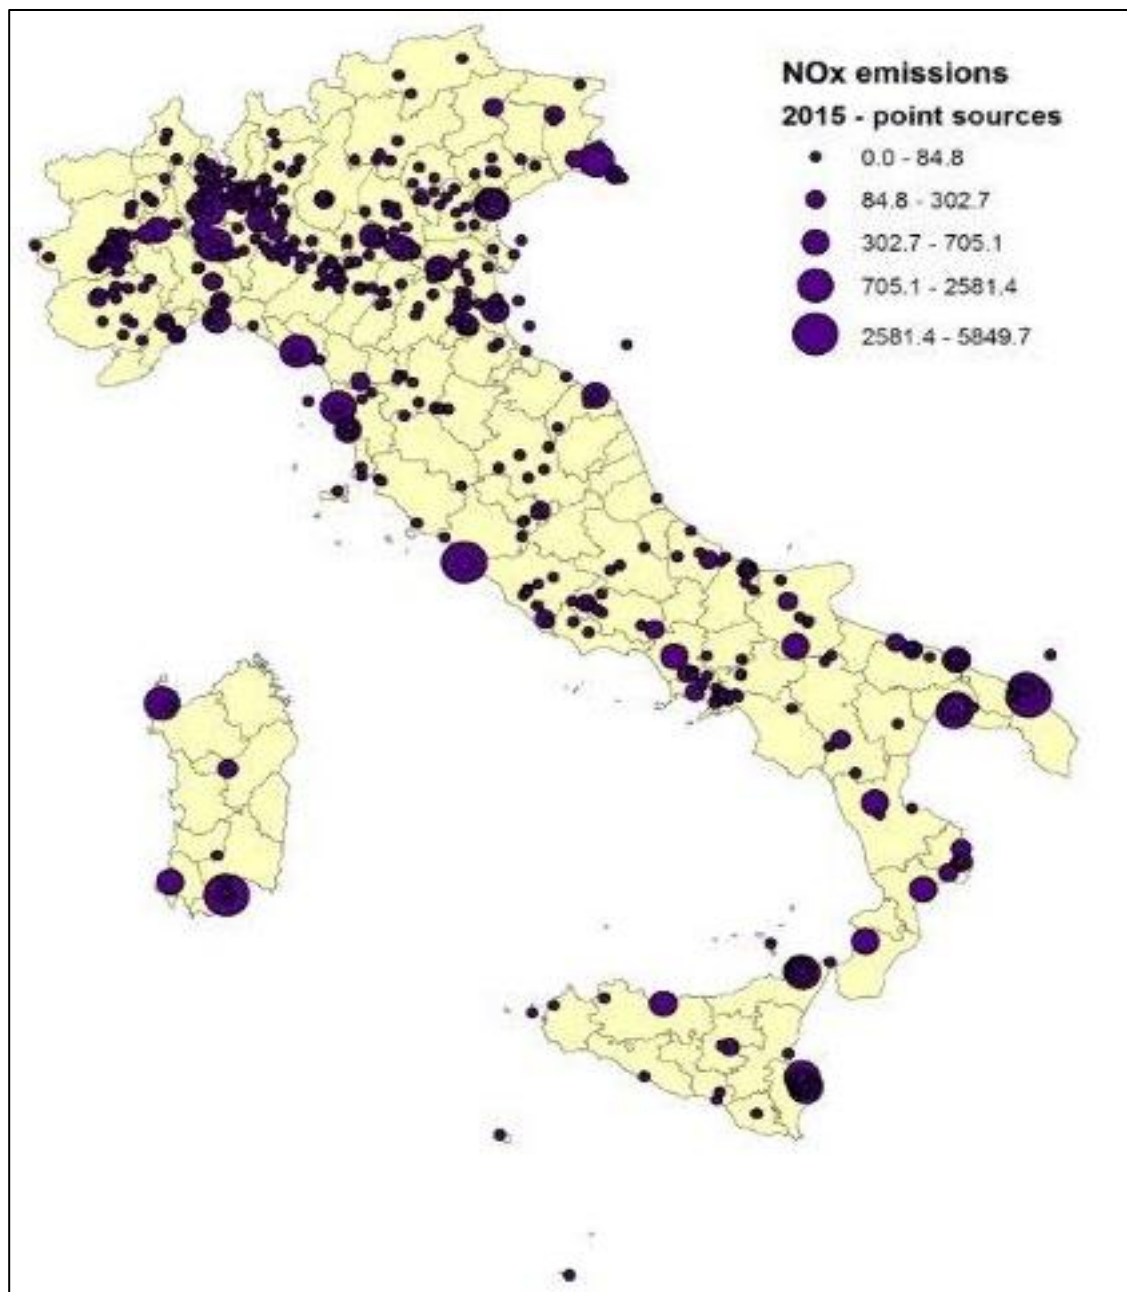 NOx emissions
2015 - point sources
0.0 - 84.8
84.8 - 302.7
302.7 - 705.1
705.1 - 2581.4
2581.4 - 5849.7